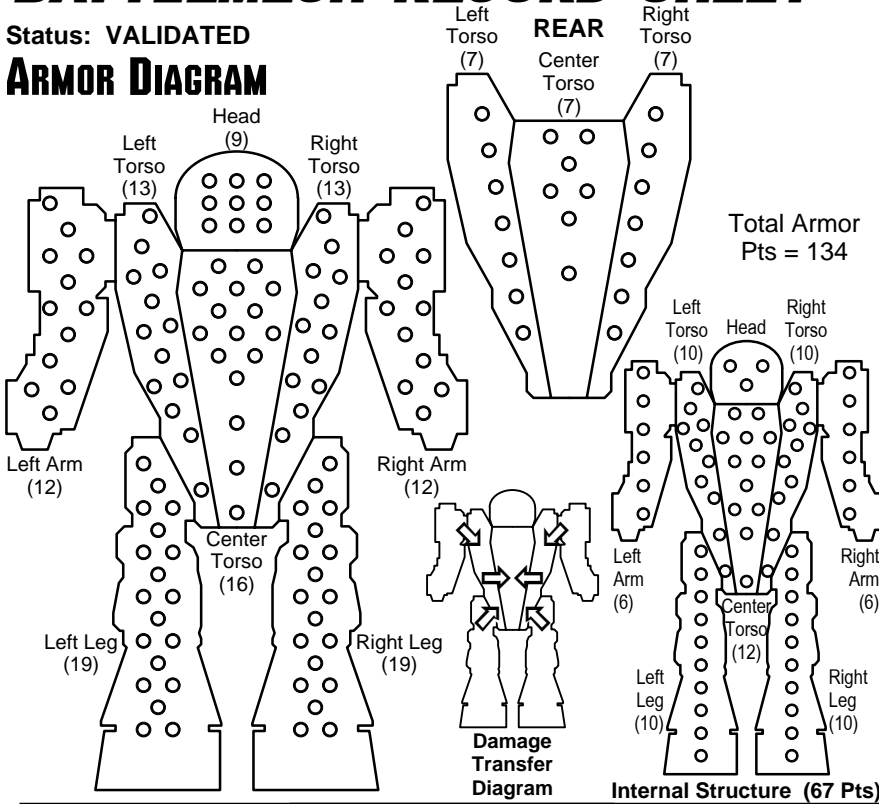 BATTLEMECH RECORD SHEET
Status: VALIDATED
ARMOR DIAGRAM
Head
(9)
Left
Torso
(13)
Right
Torso
(13)
Left Arm
(12)
Right Arm
(12)
Center
Torso
(16)
Left Leg
(19)
Right Leg
(19)
REAR
Left
Torso
(7)
Center
Torso
(7)
Right
Torso
(7)
Total Armor
Pts = 134
Left
Torso
(10)
Head
Right
Torso
(10)
Left
Arm
(6)
Right
Arm
(6)
Center
Torso
(12)
Left
Leg
(10)
Right
Leg
(10)
Damage
Transfer
Diagram
Internal Structure (67 Pts)